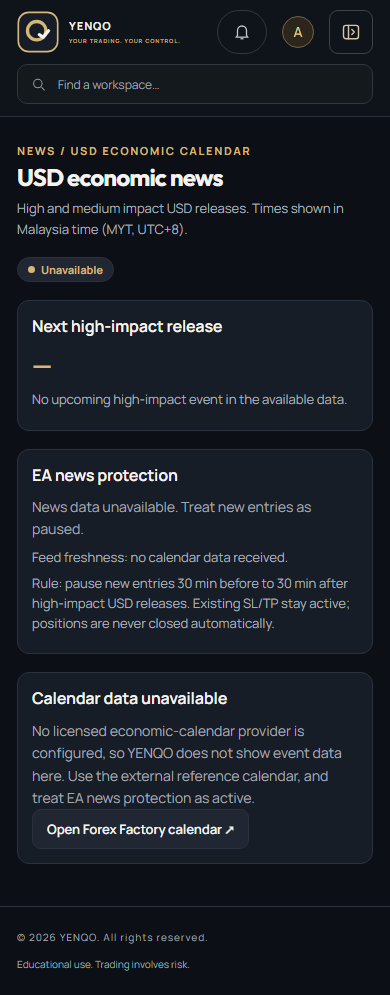 YENQO
YOUR TRADING. YOUR CONTROL.
A
Find a workspace...
NEWS / USD ECONOMIC CALENDAR
USD economic news
High and medium impact USD releases. Times shown in
Malaysia time (MYT, UTC+8).
Unavailable
Next high-impact release
—
No upcoming high-impact event in the available data.
EA news protection
News data unavailable. Treat new entries as
paused.
Feed freshness: no calendar data received.
Rule: pause new entries 30 min before to 30 min after
high-impact USD releases. Existing SL/TP stay active;
positions are never closed automatically.
Calendar data unavailable
No licensed economic-calendar provider is
configured, so YENQO does not show event data
here. Use the external reference calendar, and
treat EA news protection as active.
Open Forex Factory calendar ↗
© 2026 YENQO. All rights reserved.
Educational use. Trading involves risk.